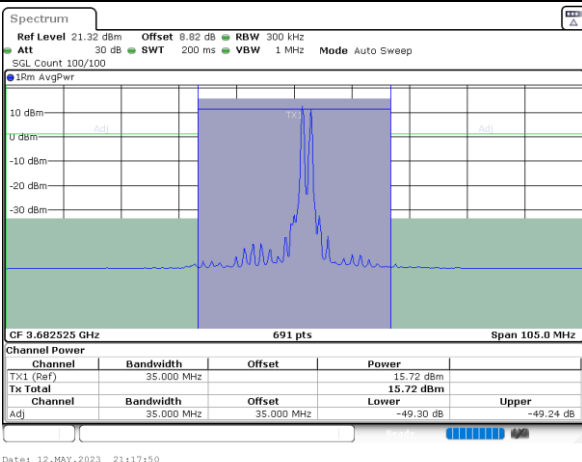 Spectrum
Ref Level 21.32 dBm Offset 8.82 dB RBW 300 kHz
Att 30 dB SWT 200 ms VBW 1 MHz Mode Auto Sweep
SGL Count 100/100
1Rm AvgPwr
10 dBm
TX1
Adj Adj
0 dBm
-10 dBm
-20 dBm
-30 dBm
CF 3.682525 GHz 691 pts Span 105.0 MHz
Channel Power
Channel Bandwidth Offset Power
TX1 (Ref) 35.000 MHz 15.72 dBm
Tx Total 15.72 dBm
Channel Bandwidth Offset Lower Upper
Adj 35.000 MHz 35.000 MHz -49.30 dB -49.24 dB
Date: 12.MAY.2023 21:17:50